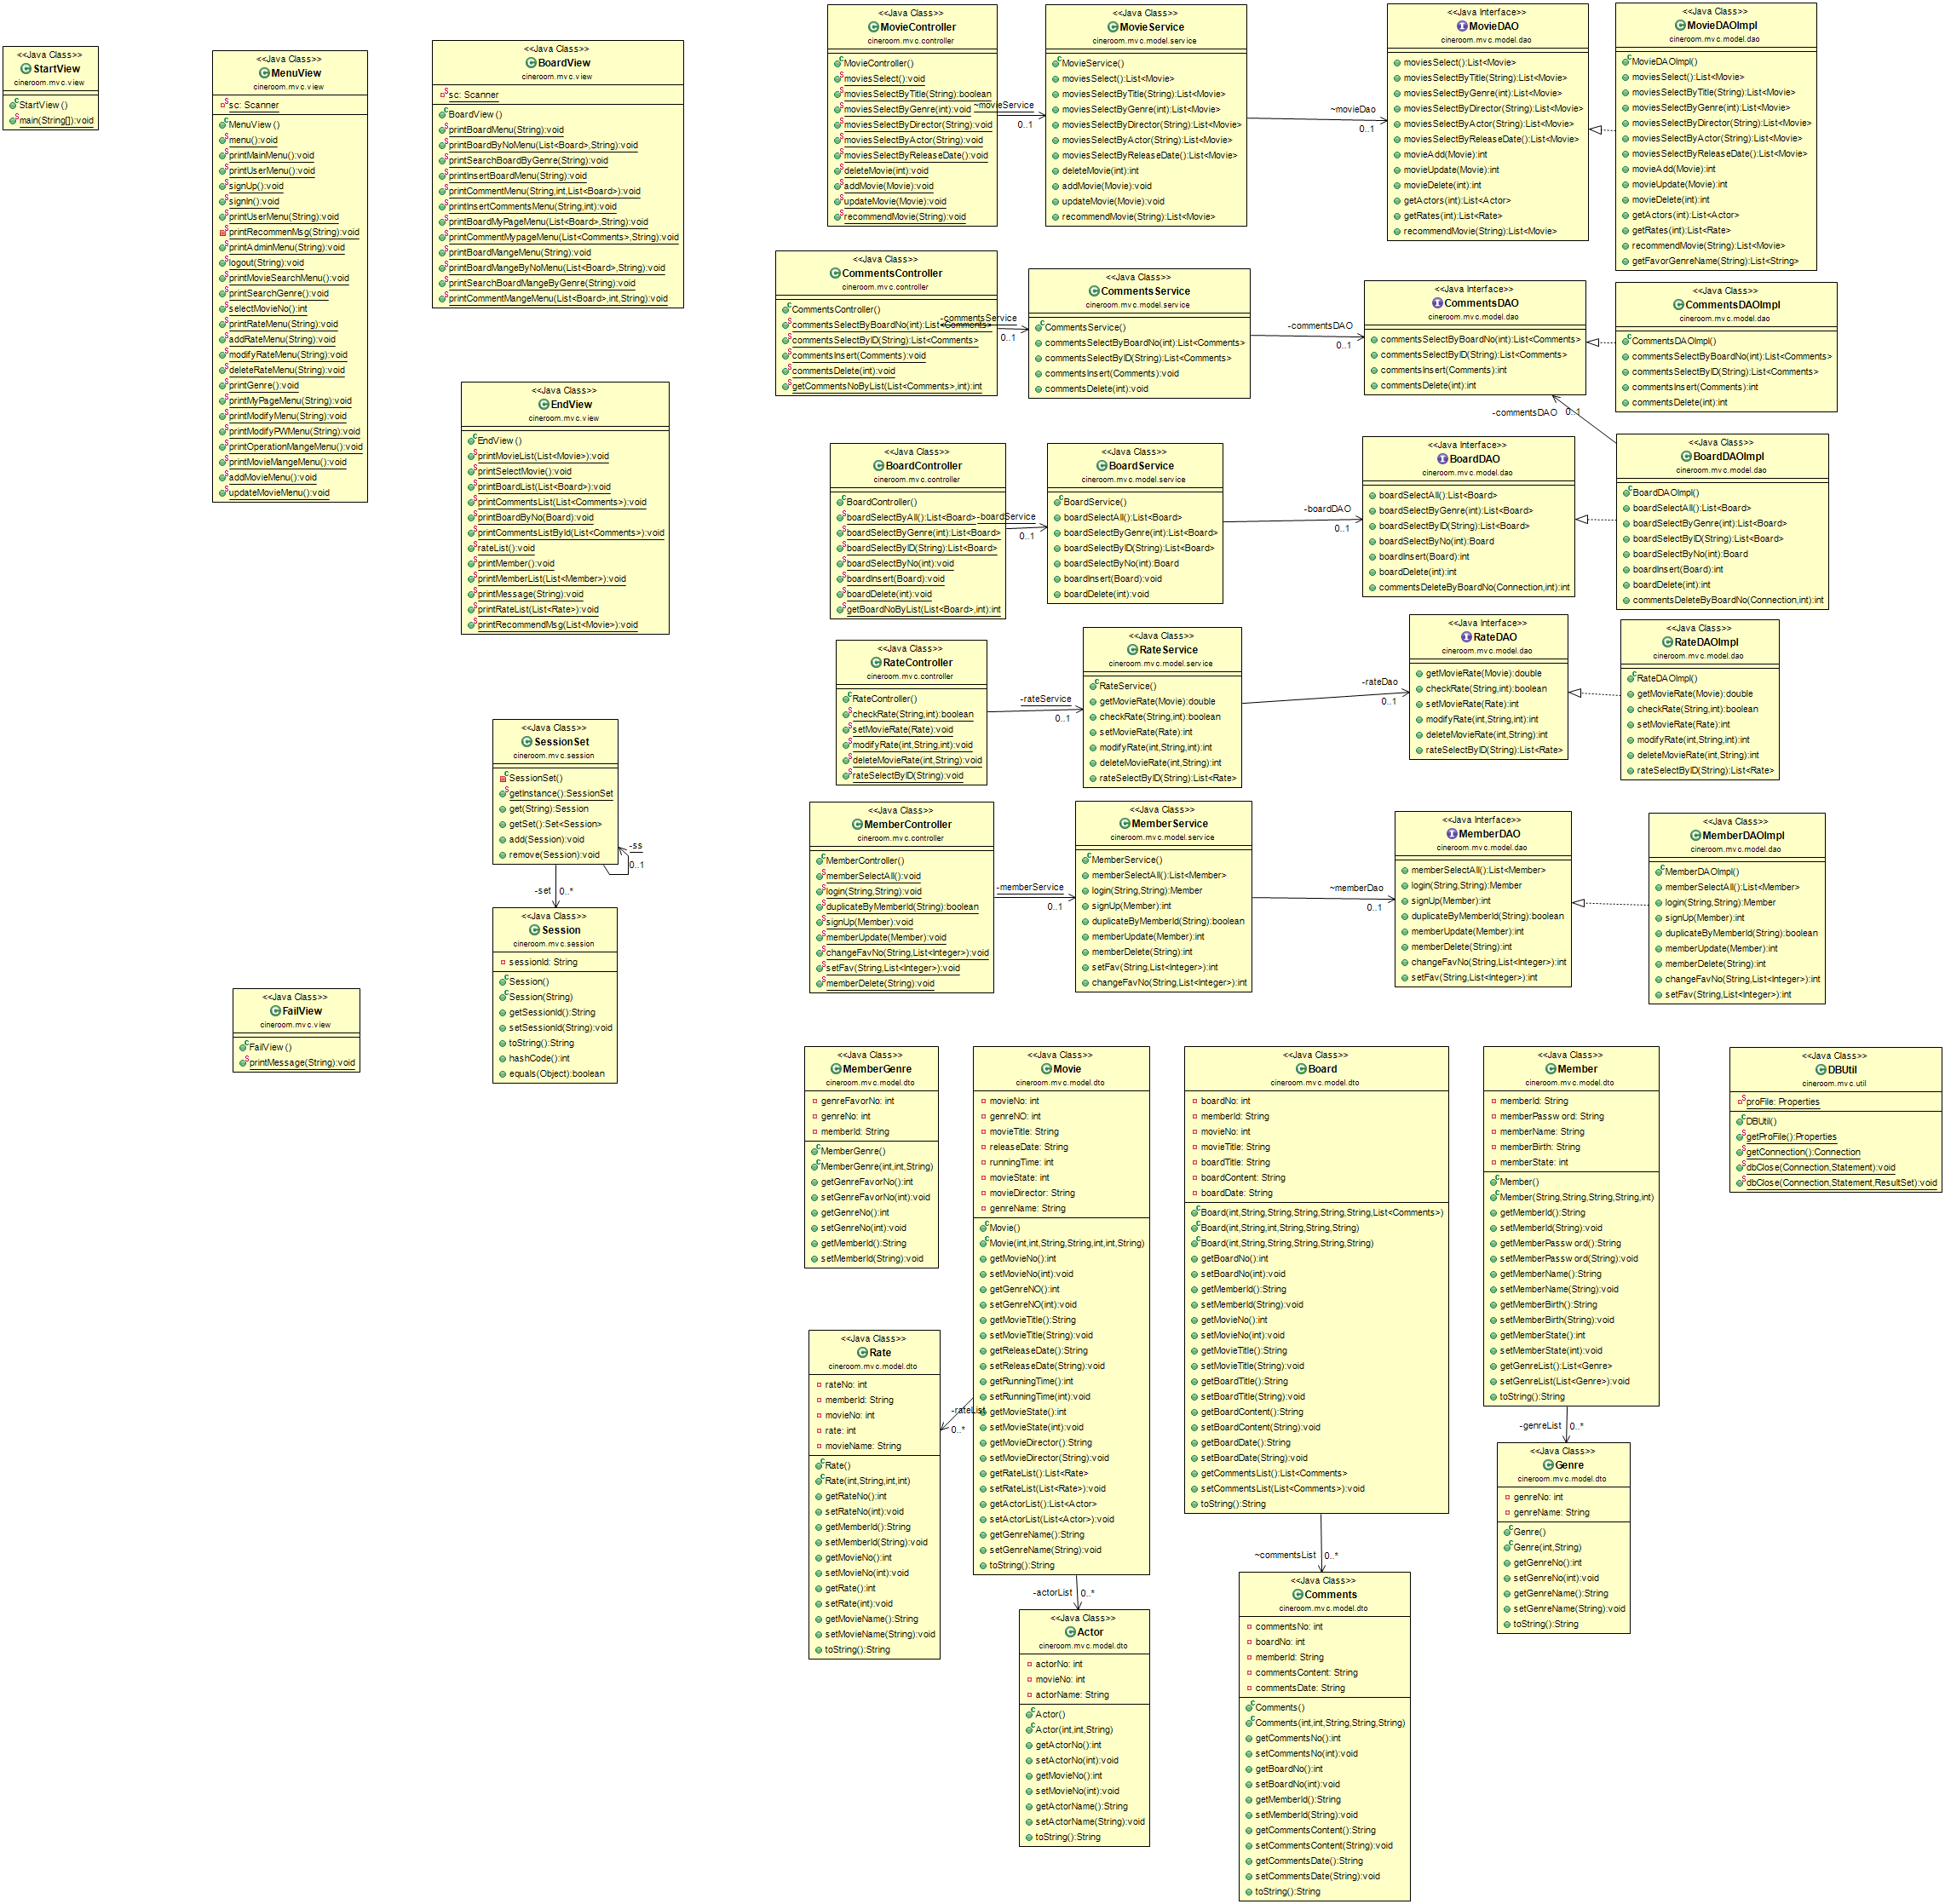 <<Java Class>>
StartView
cineroom.mvc.view
StartView()
main(String[]):void
<<Java Class>>
MenuView
cineroom.mvc.view
sc: Scanner
MenuView()
menu():void
printMainMenu():void
printUserMenu():void
signUp():void
signIn():void
printUserMenu(String):void
printRecommenMsg(String):void
printAdminMenu(String):void
logout(String):void
printMovieSearchMenu():void
printSearchGenre():void
selectMovieNo():int
printRateMenu(String):void
addRateMenu(String):void
modifyRateMenu(String):void
deleteRateMenu(String):void
printGenre():void
printMyPageMenu(String):void
printModifyMenu(String):void
printModifyPWMenu(String):void
printOperationMangeMenu():void
printMovieMangeMenu():void
addMovieMenu():void
updateMovieMenu():void
<<Java Class>>
BoardView
cineroom.mvc.view
sc: Scanner
BoardView()
printBoardMenu(String):void
printBoardByNoMenu(List<Board>,String):void
printSearchBoardByGenre(String):void
printInsertBoardMenu(String):void
printCommentMenu(String,int,List<Board>):void
printInsertCommentsMenu(String,int):void
printBoardMyPageMenu(List<Board>,String):void
printCommentMypageMenu(List<Comments>,String):void
printBoardMangeMenu(String):void
printBoardMangeByNoMenu(List<Board>,String):void
printSearchBoardMangeByGenre(String):void
printCommentMangeMenu(List<Board>,int,String):void
<<Java Class>>
EndView
cineroom.mvc.view
EndView()
printMovieList(List<Movie>):void
printSelectMovie():void
printBoardList(List<Board>):void
printCommentsList(List<Comments>):void
printBoardByNo(Board):void
printCommentsListById(List<Comments>):void
rateList():void
printMember():void
printMemberList(List<Member>):void
printMessage(String):void
printRateList(List<Rate>):void
printRecommendMsg(List<Movie>):void
<<Java Class>>
SessionSet
cineroom.mvc.session
SessionSet()
getInstance():SessionSet
get(String):Session
getSet():Set<Session>
add(Session):void
remove(Session):void
-ss
0..1
-set 0..*
<<Java Class>>
Session
cineroom.mvc.session
sessionId: String
Session()
Session(String)
getSessionId():String
setSessionId(String):void
toString():String
hashCode():int
equals(Object):boolean
<<Java Class>>
FailView
cineroom.mvc.view
FailView()
printMessage(String):void
<<Java Class>>
MovieController
cineroom.mvc.controller
MovieController()
moviesSelect():void
moviesSelectByTitle(String):boolean
moviesSelectByGenre(int):void
moviesSelectByDirector(String):void
moviesSelectByActor(String):void
moviesSelectByReleaseDate():void
deleteMovie(int):void
addMovie(Movie):void
updateMovie(Movie):void
recommendMovie(String):void
~movieService
0..1
<<Java Class>>
MovieService
cineroom.mvc.model.service
MovieService()
moviesSelect():List<Movie>
moviesSelectByTitle(String):List<Movie>
moviesSelectByGenre(int):List<Movie>
moviesSelectByDirector(String):List<Movie>
moviesSelectByActor(String):List<Movie>
moviesSelectByReleaseDate():List<Movie>
deleteMovie(int):int
addMovie(Movie):void
updateMovie(Movie):void
recommendMovie(String):List<Movie>
~movieDao
0..1
<<Java Interface>>
MovieDAO
cineroom.mvc.model.dao
moviesSelect():List<Movie>
moviesSelectByTitle(String):List<Movie>
moviesSelectByGenre(int):List<Movie>
moviesSelectByDirector(String):List<Movie>
moviesSelectByActor(String):List<Movie>
moviesSelectByReleaseDate():List<Movie>
movieAdd(Movie):int
movieUpdate(Movie):int
movieDelete(int):int
getActors(int):List<Actor>
getRates(int):List<Rate>
recommendMovie(String):List<Movie>
<<Java Class>>
MovieDAOImpl
cineroom.mvc.model.dao
MovieDAOImpl()
moviesSelect():List<Movie>
moviesSelectByTitle(String):List<Movie>
moviesSelectByGenre(int):List<Movie>
moviesSelectByDirector(String):List<Movie>
moviesSelectByActor(String):List<Movie>
moviesSelectByReleaseDate():List<Movie>
movieAdd(Movie):int
movieUpdate(Movie):int
movieDelete(int):int
getActors(int):List<Actor>
getRates(int):List<Rate>
recommendMovie(String):List<Movie>
getFavorGenreName(String):List<String>
<<Java Class>>
CommentsController
cineroom.mvc.controller
CommentsController()
commentsSelectByBoardNo(int):List<Comments>
commentsSelectByID(String):List<Comments>
commentsInsert(Comments):void
commentsDelete(int):void
getCommentsNoByList(List<Comments>,int):int
-commentsService
0..1
<<Java Class>>
CommentsService
cineroom.mvc.model.service
CommentsService()
commentsSelectByBoardNo(int):List<Comments>
commentsSelectByID(String):List<Comments>
commentsInsert(Comments):void
commentsDelete(int):void
-commentsDAO
0..1
<<Java Interface>>
CommentsDAO
cineroom.mvc.model.dao
commentsSelectByBoardNo(int):List<Comments>
commentsSelectByID(String):List<Comments>
commentsInsert(Comments):int
commentsDelete(int):int
<<Java Class>>
CommentsDAOImpl
cineroom.mvc.model.dao
CommentsDAOImpl()
commentsSelectByBoardNo(int):List<Comments>
commentsSelectByID(String):List<Comments>
commentsInsert(Comments):int
commentsDelete(int):int
-commentsDAO 0..1
<<Java Class>>
BoardController
cineroom.mvc.controller
BoardController()
boardSelectByAll():List<Board>
boardSelectByGenre(int):List<Board>
boardSelectByID(String):List<Board>
boardSelectByNo(int):void
boardInsert(Board):void
boardDelete(int):void
getBoardNoByList(List<Board>,int):int
-boardService
0..1
<<Java Class>>
BoardService
cineroom.mvc.model.service
BoardService()
boardSelectAll():List<Board>
boardSelectByGenre(int):List<Board>
boardSelectByID(String):List<Board>
boardSelectByNo(int):Board
boardInsert(Board):void
boardDelete(int):void
-boardDAO
0..1
<<Java Interface>>
BoardDAO
cineroom.mvc.model.dao
boardSelectAll():List<Board>
boardSelectByGenre(int):List<Board>
boardSelectByID(String):List<Board>
boardSelectByNo(int):Board
boardInsert(Board):int
boardDelete(int):int
commentsDeleteByBoardNo(Connection,int):int
<<Java Class>>
BoardDAOImpl
cineroom.mvc.model.dao
BoardDAOImpl()
boardSelectAll():List<Board>
boardSelectByGenre(int):List<Board>
boardSelectByID(String):List<Board>
boardSelectByNo(int):Board
boardInsert(Board):int
boardDelete(int):int
commentsDeleteByBoardNo(Connection,int):int
<<Java Class>>
RateController
cineroom.mvc.controller
RateController()
checkRate(String,int):boolean
setMovieRate(Rate):void
modifyRate(int,String,int):void
deleteMovieRate(int,String):void
rateSelectByID(String):void
-rateService
0..1
<<Java Class>>
RateService
cineroom.mvc.model.service
RateService()
getMovieRate(Movie):double
checkRate(String,int):boolean
setMovieRate(Rate):int
modifyRate(int,String,int):int
deleteMovieRate(int,String):int
rateSelectByID(String):List<Rate>
-rateDao
0..1
<<Java Interface>>
RateDAO
cineroom.mvc.model.dao
getMovieRate(Movie):double
checkRate(String,int):boolean
setMovieRate(Rate):int
modifyRate(int,String,int):int
deleteMovieRate(int,String):int
rateSelectByID(String):List<Rate>
<<Java Class>>
RateDAOImpl
cineroom.mvc.model.dao
RateDAOImpl()
getMovieRate(Movie):double
checkRate(String,int):boolean
setMovieRate(Rate):int
modifyRate(int,String,int):int
deleteMovieRate(int,String):int
rateSelectByID(String):List<Rate>
<<Java Class>>
MemberController
cineroom.mvc.controller
MemberController()
memberSelectAll():void
login(String,String):void
duplicateByMemberId(String):boolean
signUp(Member):void
memberUpdate(Member):void
changeFavNo(String,List<Integer>):void
setFav(String,List<Integer>):void
memberDelete(String):void
-memberService
0..1
<<Java Class>>
MemberService
cineroom.mvc.model.service
MemberService()
memberSelectAll():List<Member>
login(String,String):Member
signUp(Member):int
duplicateByMemberId(String):boolean
memberUpdate(Member):int
memberDelete(String):int
setFav(String,List<Integer>):int
changeFavNo(String,List<Integer>):int
~memberDao
0..1
<<Java Interface>>
MemberDAO
cineroom.mvc.model.dao
memberSelectAll():List<Member>
login(String,String):Member
signUp(Member):int
duplicateByMemberId(String):boolean
memberUpdate(Member):int
memberDelete(String):int
changeFavNo(String,List<Integer>):int
setFav(String,List<Integer>):int
<<Java Class>>
MemberDAOImpl
cineroom.mvc.model.dao
MemberDAOImpl()
memberSelectAll():List<Member>
login(String,String):Member
signUp(Member):int
duplicateByMemberId(String):boolean
memberUpdate(Member):int
memberDelete(String):int
changeFavNo(String,List<Integer>):int
setFav(String,List<Integer>):int
<<Java Class>>
MemberGenre
cineroom.mvc.model.dto
genreFavorNo: int
genreNo: int
memberId: String
MemberGenre()
MemberGenre(int,int,String)
getGenreFavorNo():int
setGenreFavorNo(int):void
getGenreNo():int
setGenreNo(int):void
getMemberId():String
setMemberId(String):void
<<Java Class>>
Rate
cineroom.mvc.model.dto
rateNo: int
memberId: String
movieNo: int
rate: int
movieName: String
Rate()
Rate(int,String,int,int)
getRateNo():int
setRateNo(int):void
getMemberId():String
setMemberId(String):void
getMovieNo():int
setMovieNo(int):void
getRate():int
setRate(int):void
getMovieName():String
setMovieName(String):void
toString():String
-rateList
0..*
<<Java Class>>
Movie
cineroom.mvc.model.dto
movieNo: int
genreNO: int
movieTitle: String
releaseDate: String
runningTime: int
movieState: int
movieDirector: String
genreName: String
Movie()
Movie(int,int,String,String,int,int,String)
getMovieNo():int
setMovieNo(int):void
getGenreNO():int
setGenreNO(int):void
getMovieTitle():String
setMovieTitle(String):void
getReleaseDate():String
setReleaseDate(String):void
getRunningTime():int
setRunningTime(int):void
getMovieState():int
setMovieState(int):void
getMovieDirector():String
setMovieDirector(String):void
getRateList():List<Rate>
setRateList(List<Rate>):void
getActorList():List<Actor>
setActorList(List<Actor>):void
getGenreName():String
setGenreName(String):void
toString():String
-actorList 0..*
<<Java Class>>
Actor
cineroom.mvc.model.dto
actorNo: int
movieNo: int
actorName: String
Actor()
Actor(int,int,String)
getActorNo():int
setActorNo(int):void
getMovieNo():int
setMovieNo(int):void
getActorName():String
setActorName(String):void
toString():String
<<Java Class>>
Board
cineroom.mvc.model.dto
boardNo: int
memberId: String
movieNo: int
movieTitle: String
boardTitle: String
boardContent: String
boardDate: String
Board(int,String,String,String,String,String,List<Comments>)
Board(int,String,int,String,String,String)
Board(int,String,String,String,String,String)
getBoardNo():int
setBoardNo(int):void
getMemberId():String
setMemberId(String):void
getMovieNo():int
setMovieNo(int):void
getMovieTitle():String
setMovieTitle(String):void
getBoardTitle():String
setBoardTitle(String):void
getBoardContent():String
setBoardContent(String):void
getBoardDate():String
setBoardDate(String):void
getCommentsList():List<Comments>
setCommentsList(List<Comments>):void
toString():String
~commentsList 0..*
<<Java Class>>
Comments
cineroom.mvc.model.dto
commentsNo: int
boardNo: int
memberId: String
commentsContent: String
commentsDate: String
Comments()
Comments(int,int,String,String,String)
getCommentsNo():int
setCommentsNo(int):void
getBoardNo():int
setBoardNo(int):void
getMemberId():String
setMemberId(String):void
getCommentsContent():String
setCommentsContent(String):void
getCommentsDate():String
setCommentsDate(String):void
toString():String
<<Java Class>>
Member
cineroom.mvc.model.dto
memberId: String
memberPassword: String
memberName: String
memberBirth: String
memberState: int
Member()
Member(String,String,String,String,int)
getMemberId():String
setMemberId(String):void
getMemberPassword():String
setMemberPassword(String):void
getMemberName():String
setMemberName(String):void
getMemberBirth():String
setMemberBirth(String):void
getMemberState():int
setMemberState(int):void
getGenreList():List<Genre>
setGenreList(List<Genre>):void
toString():String
-genreList 0..*
<<Java Class>>
Genre
cineroom.mvc.model.dto
genreNo: int
genreName: String
Genre()
Genre(int,String)
getGenreNo():int
setGenreNo(int):void
getGenreName():String
setGenreName(String):void
toString():String
<<Java Class>>
DBUtil
cineroom.mvc.util
proFile: Properties
DBUtil()
getProFile():Properties
getConnection():Connection
dbClose(Connection,Statement):void
dbClose(Connection,Statement,ResultSet):void